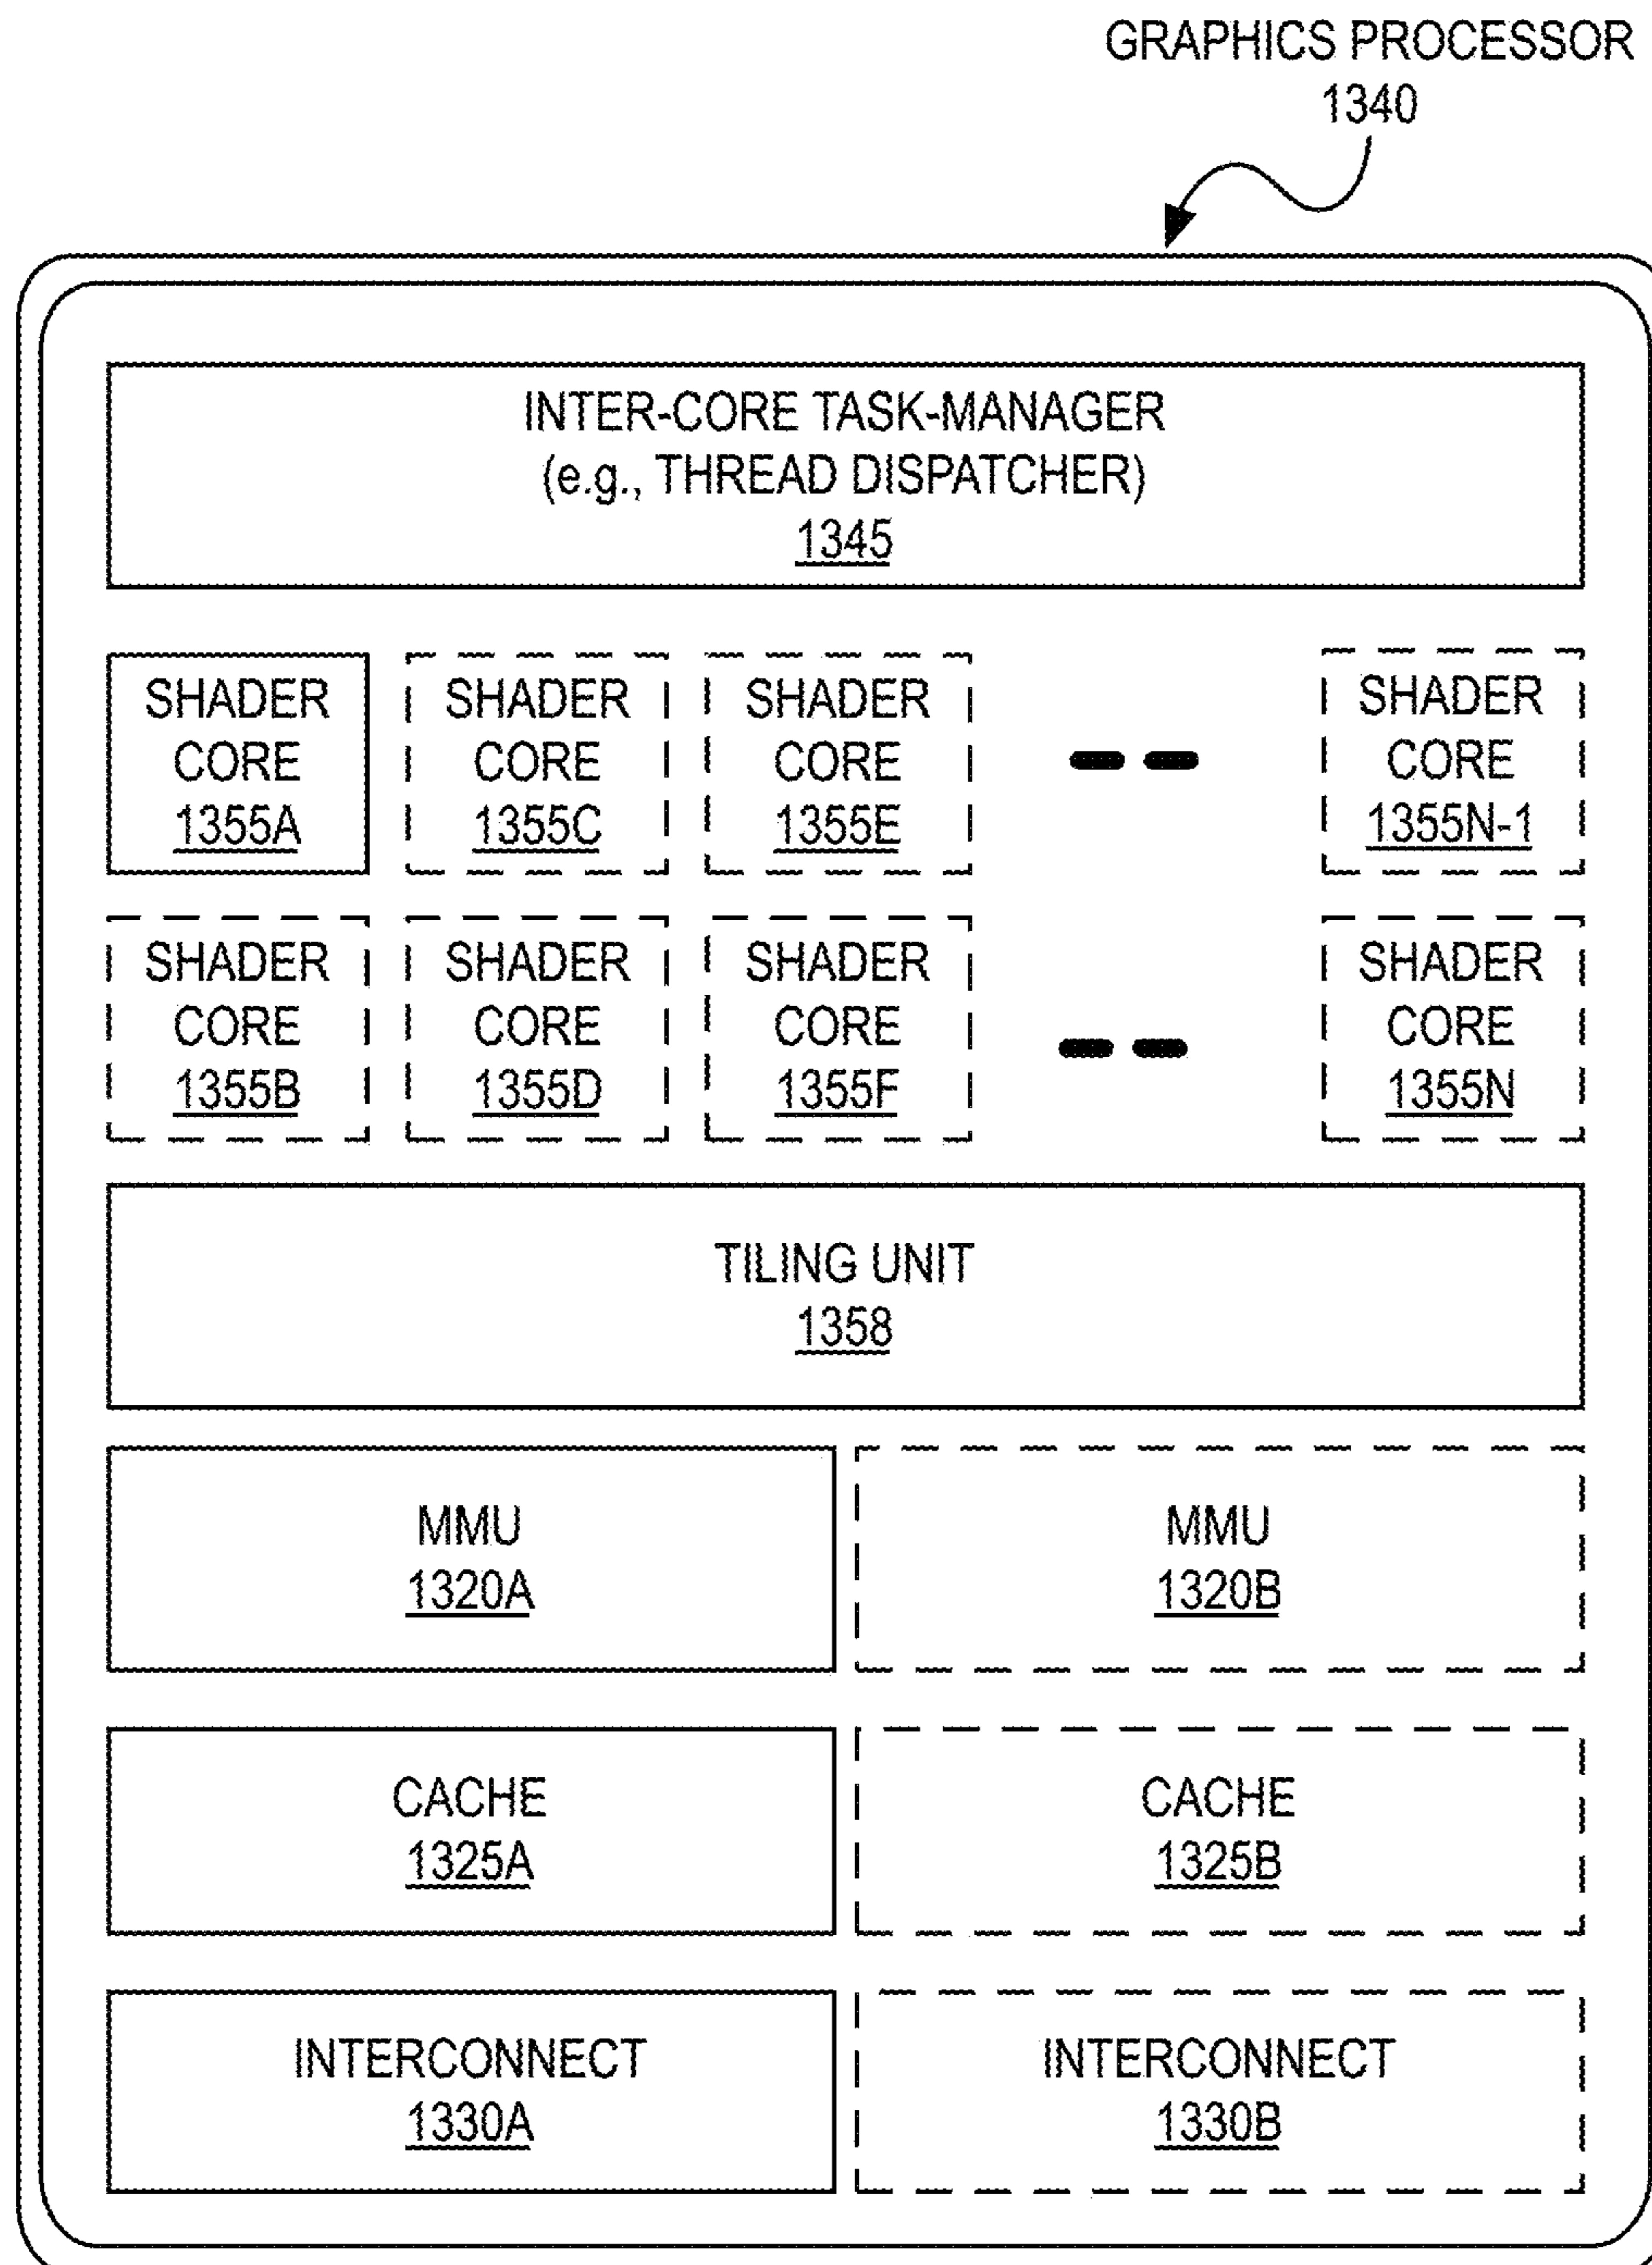 GRAPHICS PROCESSOR
1340
INTER-CORE TASK-MANAGER
(e.g., THREAD DISPATCHER)
1345
SHADER
CORE
1355A
SHADER
CORE
1355C
SHADER
CORE
1355E
SHADER
CORE
1355N-1
SHADER
CORE
1355B
SHADER
CORE
1355D
SHADER
CORE
1355F
SHADER
CORE
1355N
TILING UNIT
1358
MMU
1320A
MMU
1320B
CACHE
1325A
CACHE
1325B
INTERCONNECT
1330A
INTERCONNECT
1330B